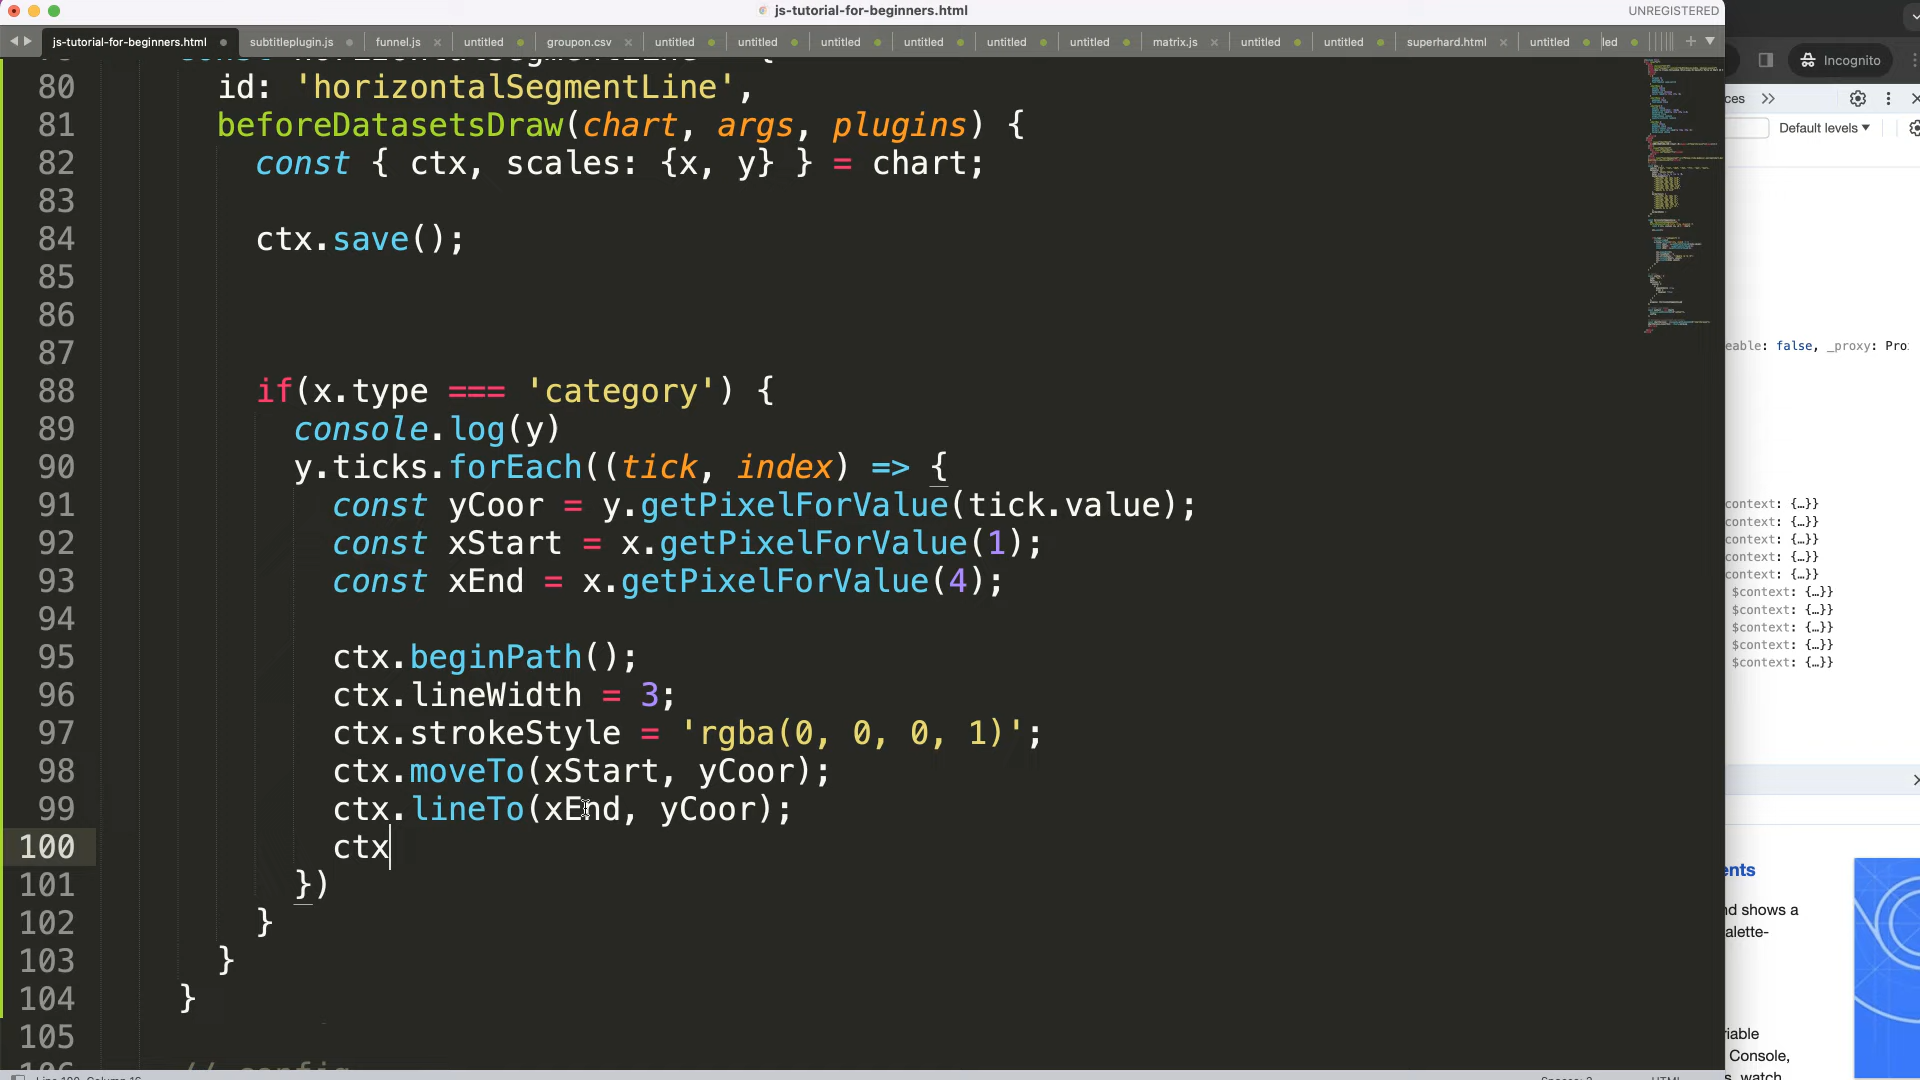 js-tutorial-for-beginners.html
UNREGISTERED
js-tutorial-for-beginners.html subtitleplugin.js funnel.js untitled groupon.csv untitled untitled untitled untitled untitled untitled matrix.js untitled untitled superhard.html untitled led
Incognito
80 id: 'horizontalSegmentLine',
81 beforeDatasetsDraw(chart, args, plugins) {
82 const { ctx, scales: {x, y} } = chart;
83
84 ctx.save();
85
86
87
88 if(x.type === 'category') {
89 console.log(y)
90 y.ticks.forEach((tick, index) => {
91 const yCoor = y.getPixelForValue(tick.value);
92 const xStart = x.getPixelForValue(1);
93 const xEnd = x.getPixelForValue(4);
94
95 ctx.beginPath();
96 ctx.lineWidth = 3;
97 ctx.strokeStyle = 'rgba(0, 0, 0, 1)';
98 ctx.moveTo(xStart, yCoor);
99 ctx.lineTo(xEnd, yCoor);
100 ctx
101 })
102 }
103 }
104 }
105
// config
ces
Default levels
eable: false, _proxy: Pro
context: {…}}
context: {…}}
context: {…}}
context: {…}}
context: {…}}
$context: {…}}
$context: {…}}
$context: {…}}
$context: {…}}
$context: {…}}
ents
nd shows a
alette-
riable
Console,
s, watch